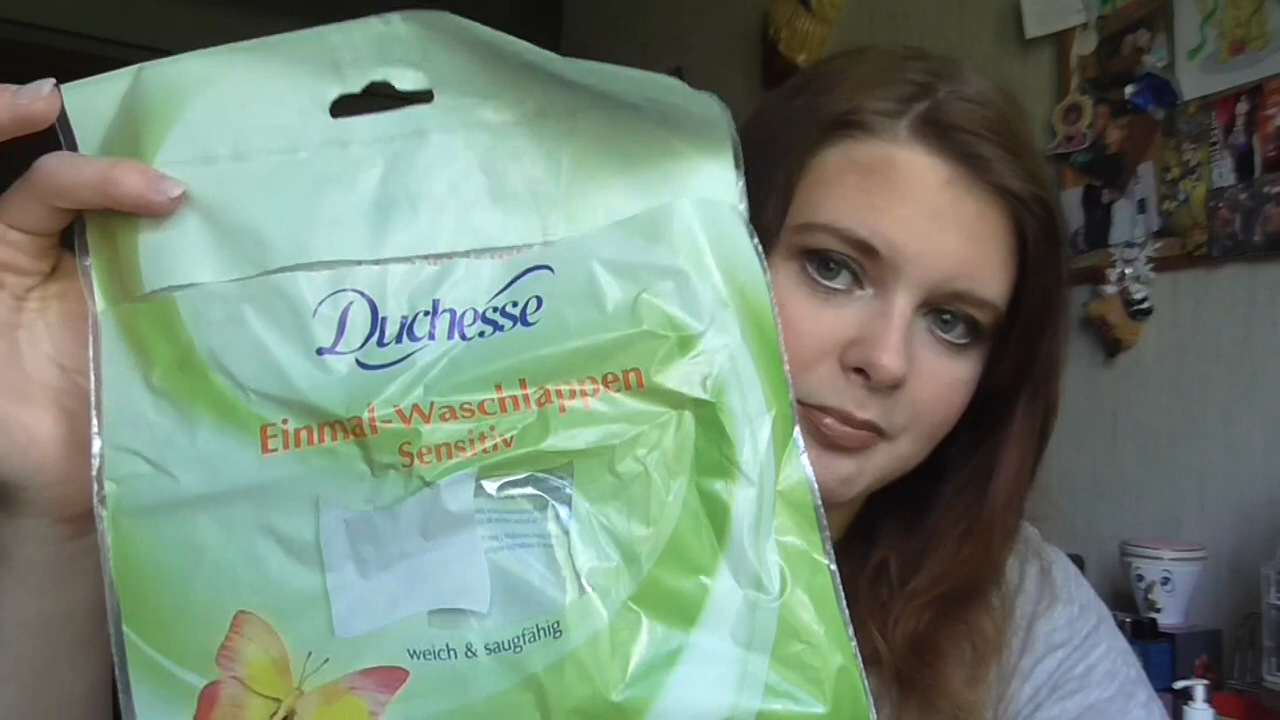 Duchesse
Einmal-Waschlappen
Sensitiv
weich & saugfähig